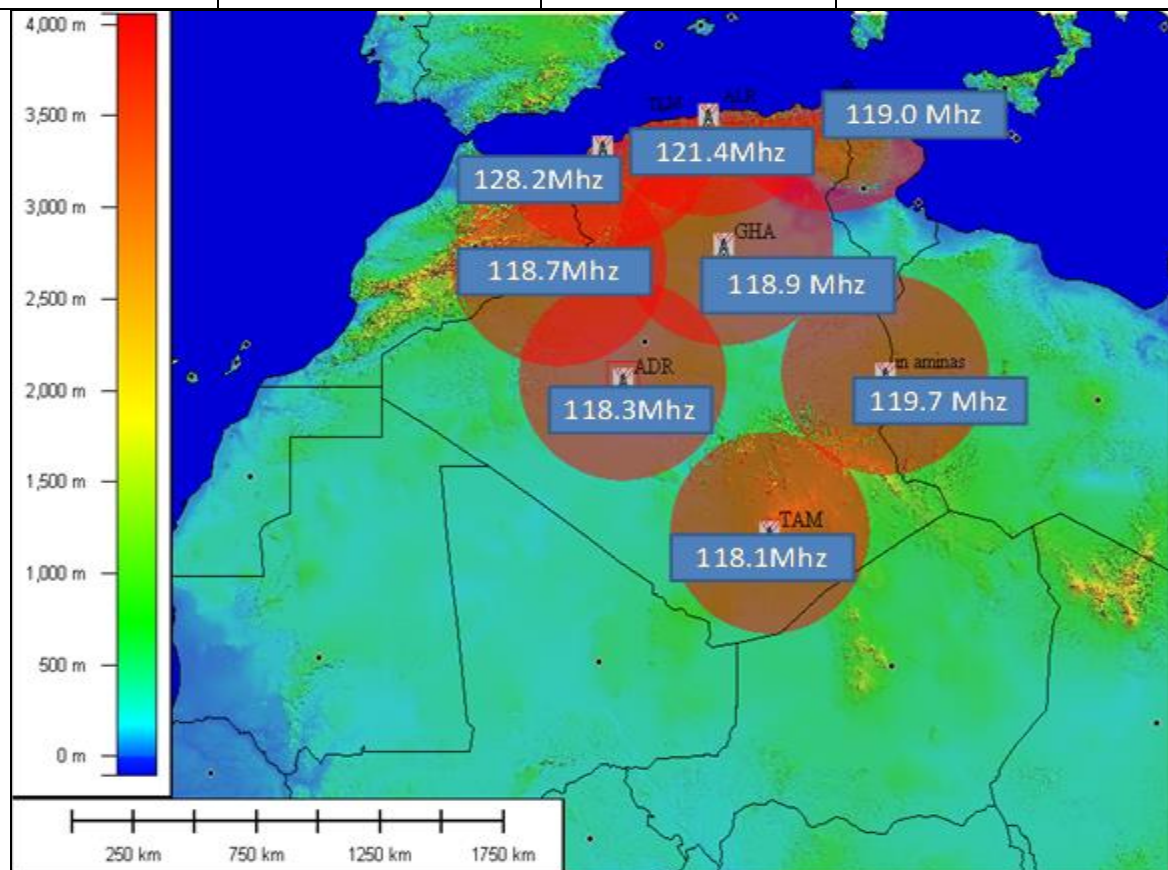 4,000 m
3,500 m
3,000 m
2,500 m
2,000 m
1,500 m
1,000 m
500 m
0 m
TLM
ALR
119.0 Mhz
121.4Mhz
128.2Mhz
GHA
118.7Mhz
118.9 Mhz
ADR
in aminas
118.3Mhz
119.7 Mhz
TAM
118.1Mhz
250 km
750 km
1250 km
1750 km